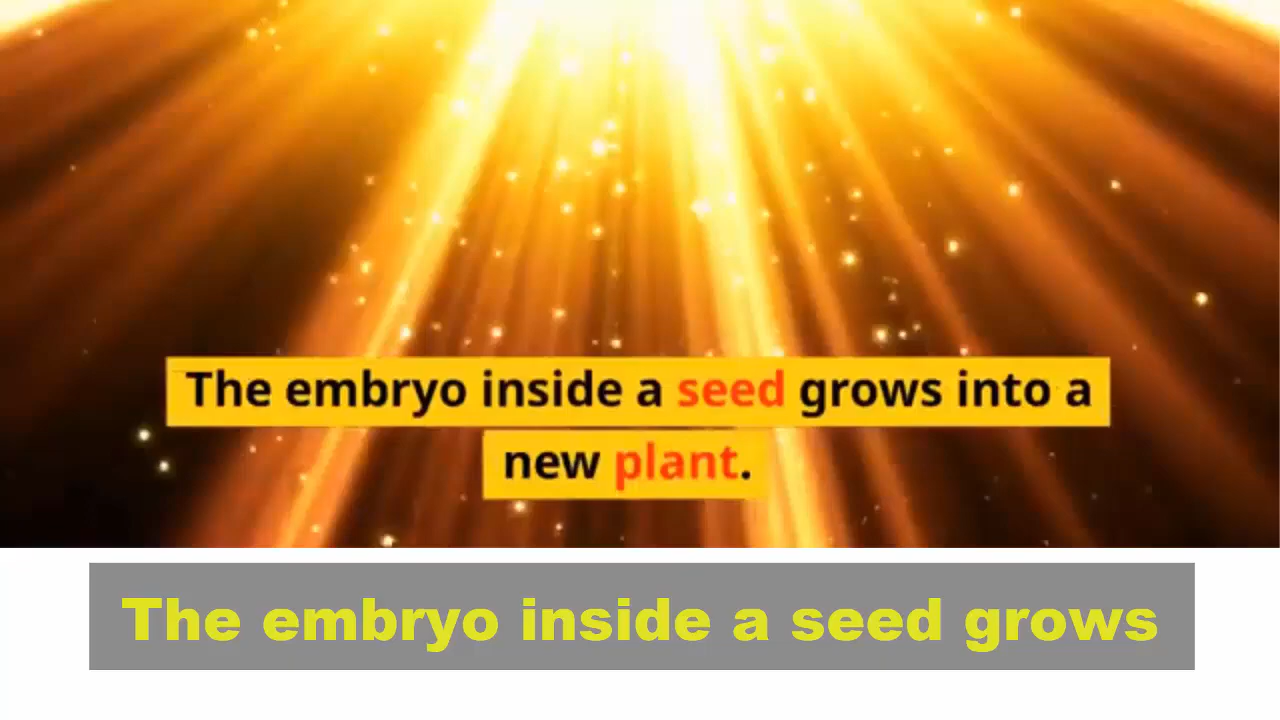 The embryo inside a seed grows into a
new plant.
The embryo inside a seed grows